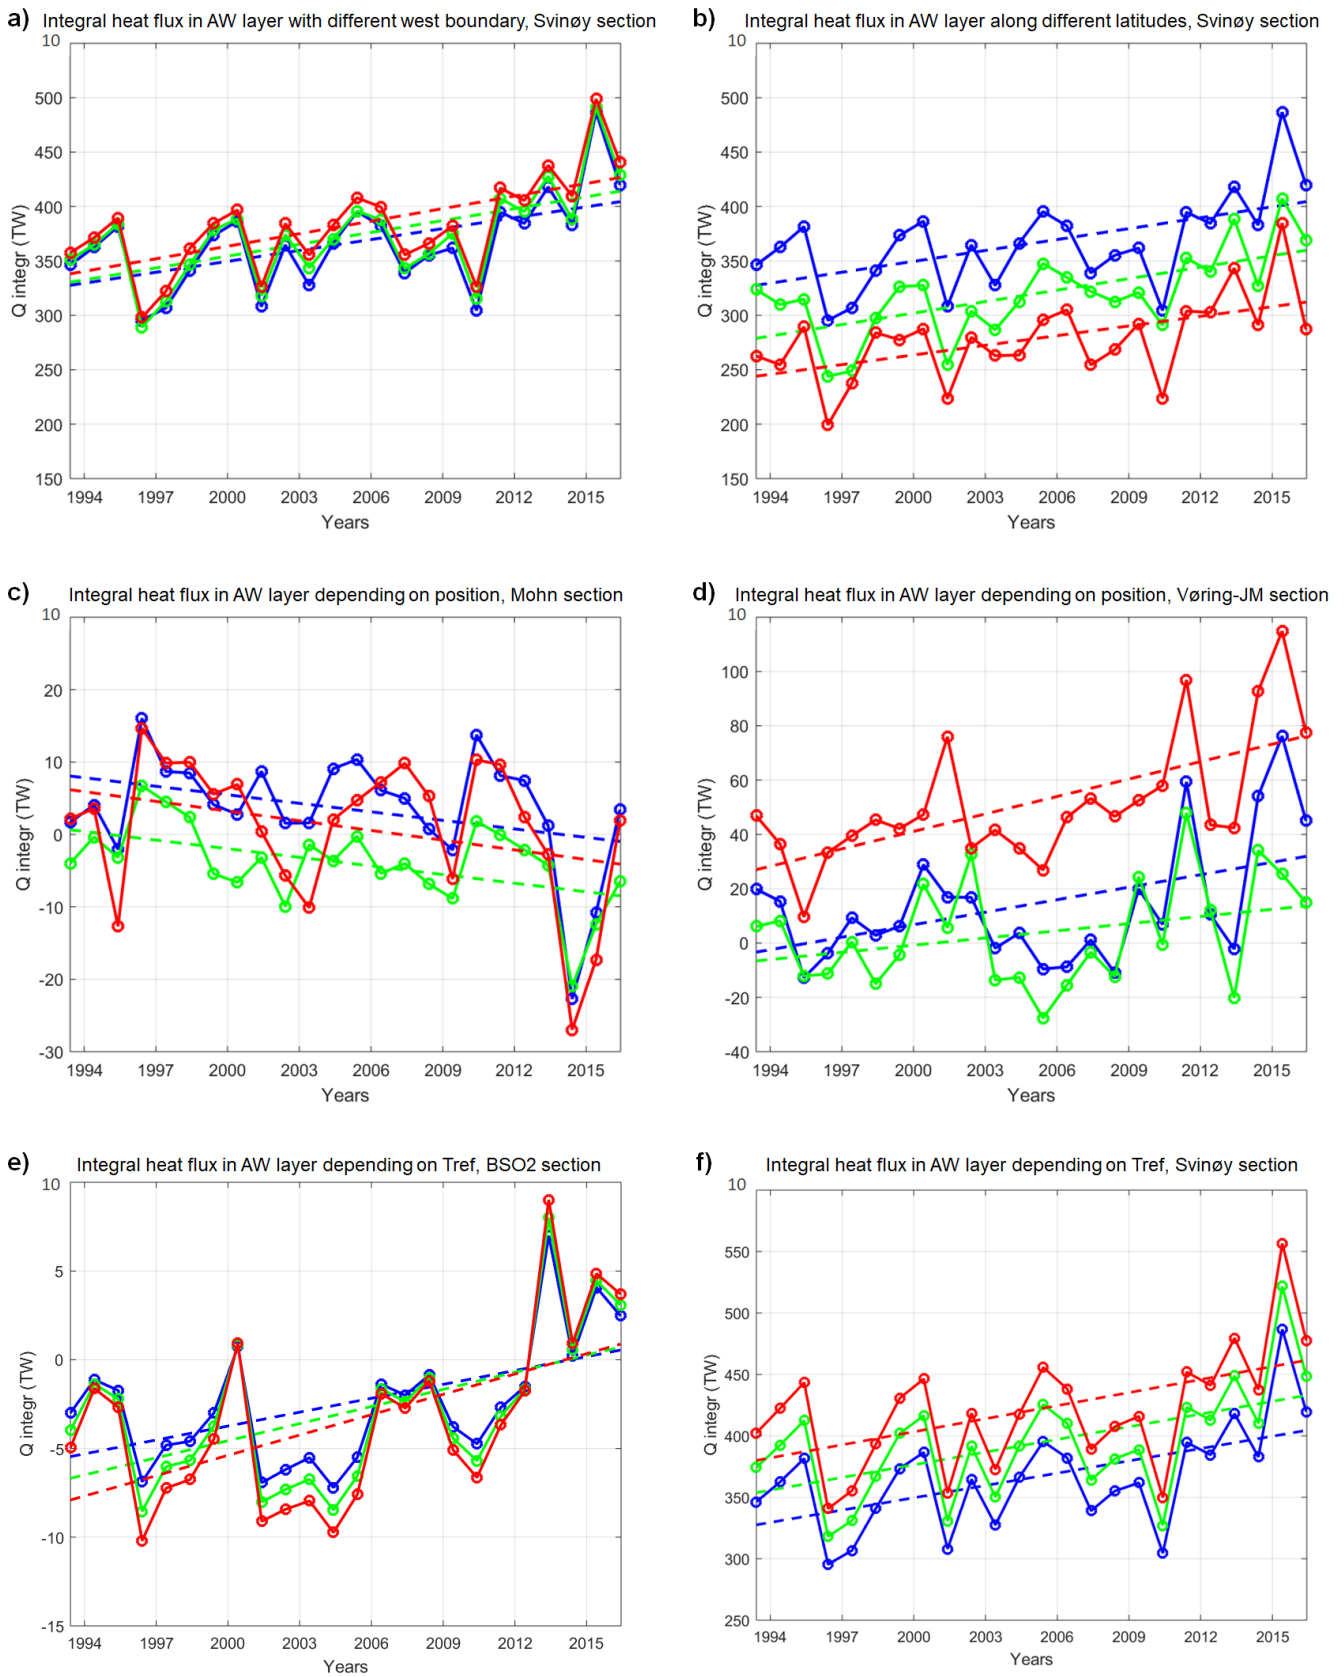 a) Integral heat flux in AW layer with different west boundary, Svinøy section
10
500
450
400
350
300
250
200
150
Q integr (TW)
1994 1997 2000 2003 2006 2009 2012 2015
Years
b) Integral heat flux in AW layer along different latitudes, Svinøy section
10
500
450
400
350
300
250
200
150
Q integr (TW)
1994 1997 2000 2003 2006 2009 2012 2015
Years
c) Integral heat flux in AW layer depending on position, Mohn section
10
20
10
0
-10
-20
-30
Q integr (TW)
1994 1997 2000 2003 2006 2009 2012 2015
Years
d) Integral heat flux in AW layer depending on position, Vøring-JM section
10
100
80
60
40
20
0
-20
-40
Q integr (TW)
1994 1997 2000 2003 2006 2009 2012 2015
Years
e) Integral heat flux in AW layer depending on Tref, BSO2 section
10
5
0
-5
-10
-15
Q integr (TW)
1994 1997 2000 2003 2006 2009 2012 2015
Years
f) Integral heat flux in AW layer depending on Tref, Svinøy section
10
550
500
450
400
350
300
250
Q integr (TW)
1994 1997 2000 2003 2006 2009 2012 2015
Years